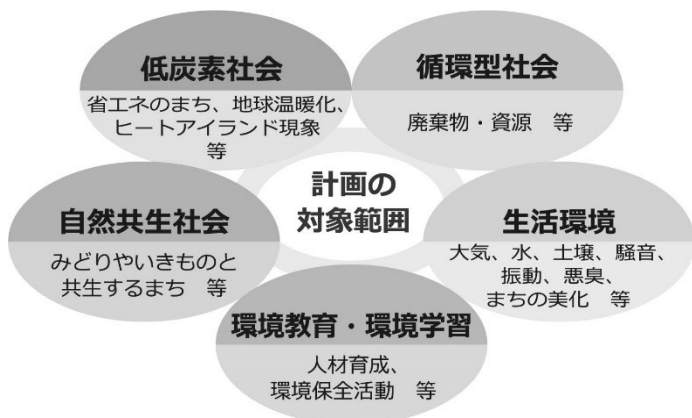 低炭素社会
省エネのまち、地球温暖化、
ヒートアイランド現象
等
循環型社会
廃棄物・資源　等
計画の
対象範囲
自然共生社会
みどりやいきものと
共生するまち　等
生活環境
大気、水、土壌、騒音、
振動、悪臭、
まちの美化　等
環境教育・環境学習
人材育成、
環境保全活動　等